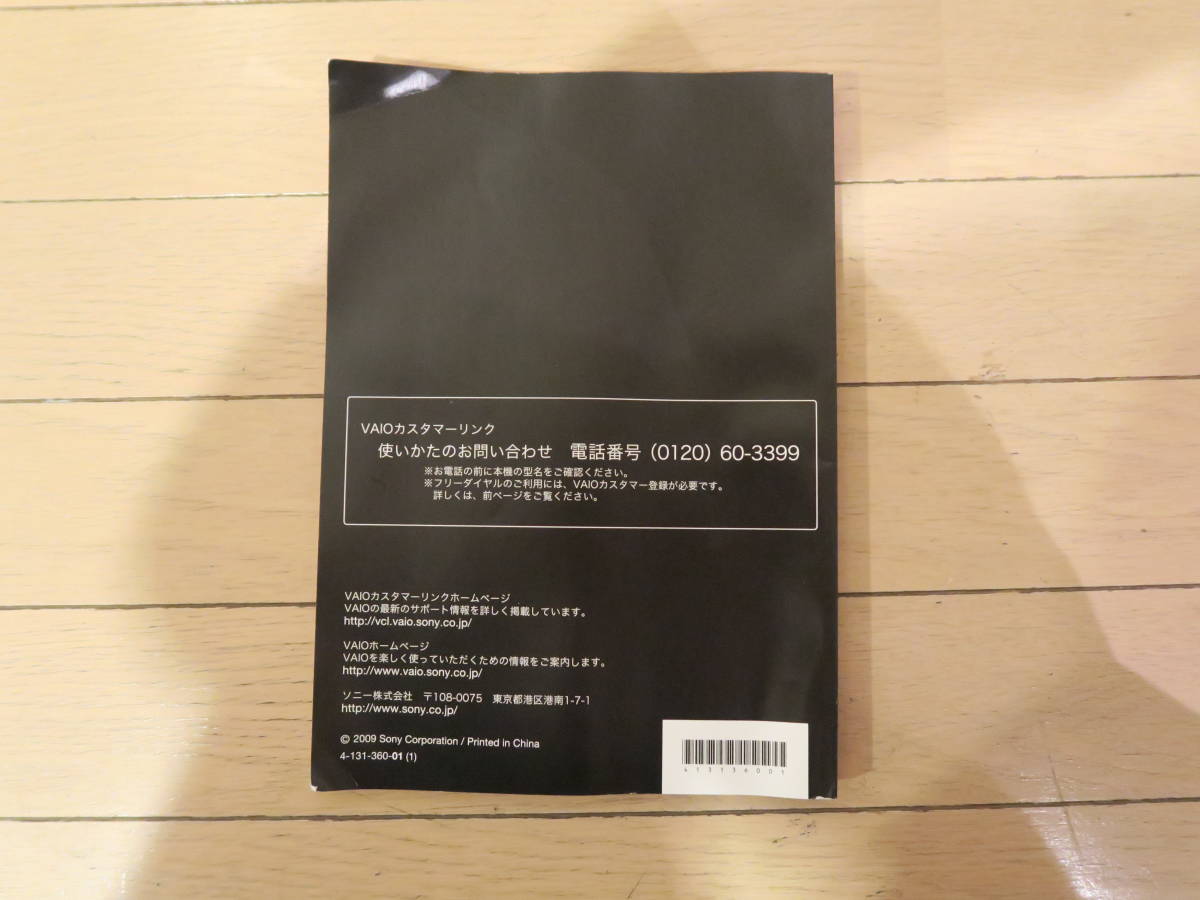 VAIOカスタマーリンク
使いかたのお問い合わせ 電話番号（0120）60-3399
※お電話の前に本機の型名をご確認ください。
※フリーダイヤルのご利用には、VAIOカスタマー登録が必要です。
詳しくは、前ページをご覧ください。
VAIOカスタマーリンクホームページ
VAIOの最新のサポート情報を詳しく掲載しています。
http://vcl.vaio.sony.co.jp/
VAIOホームページ
VAIOを楽しく使っていただくための情報をご案内します。
http://www.vaio.sony.co.jp/
ソニー株式会社 〒108-0075 東京都港区港南1-7-1
http://www.sony.co.jp/
© 2009 Sony Corporation / Printed in China
4-131-360-01 (1)
413136001